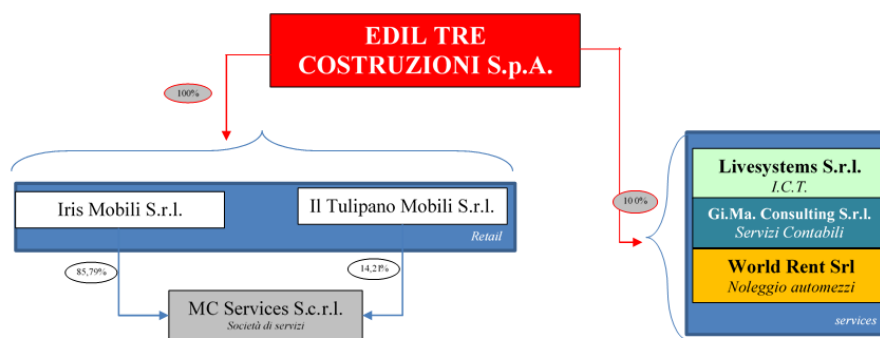 EDIL TRE
COSTRUZIONI S.p.A.
100%
100%
Iris Mobili S.r.l.
Il Tulipano Mobili S.r.l.
Retail
85,79%
14,21%
MC Services S.c.r.l.
Società di servizi
Livesystems S.r.l.
I.C.T.
Gi.Ma. Consulting S.r.l.
Servizi Contabili
World Rent Srl
Noleggio automezzi
services